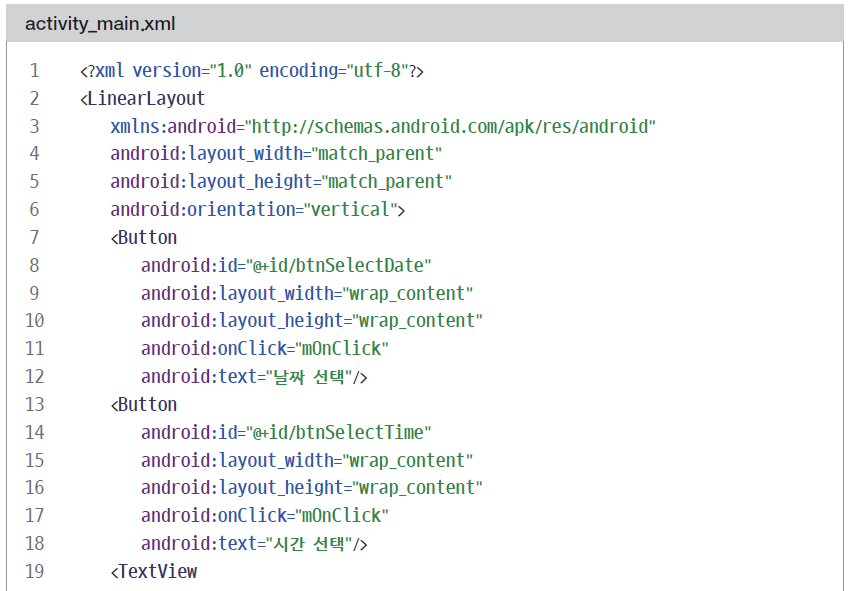 activity_main.xml
1 <?xml version="1.0" encoding="utf-8"?>
2 <LinearLayout
3 xmlns:android="http://schemas.android.com/apk/res/android"
4 android:layout_width="match_parent"
5 android:layout_height="match_parent"
6 android:orientation="vertical">
7 <Button
8 android:id="@+id/btnSelectDate"
9 android:layout_width="wrap_content"
10 android:layout_height="wrap_content"
11 android:onClick="mOnClick"
12 android:text="날짜 선택"/>
13 <Button
14 android:id="@+id/btnSelectTime"
15 android:layout_width="wrap_content"
16 android:layout_height="wrap_content"
17 android:onClick="mOnClick"
18 android:text="시간 선택"/>
19 <TextView